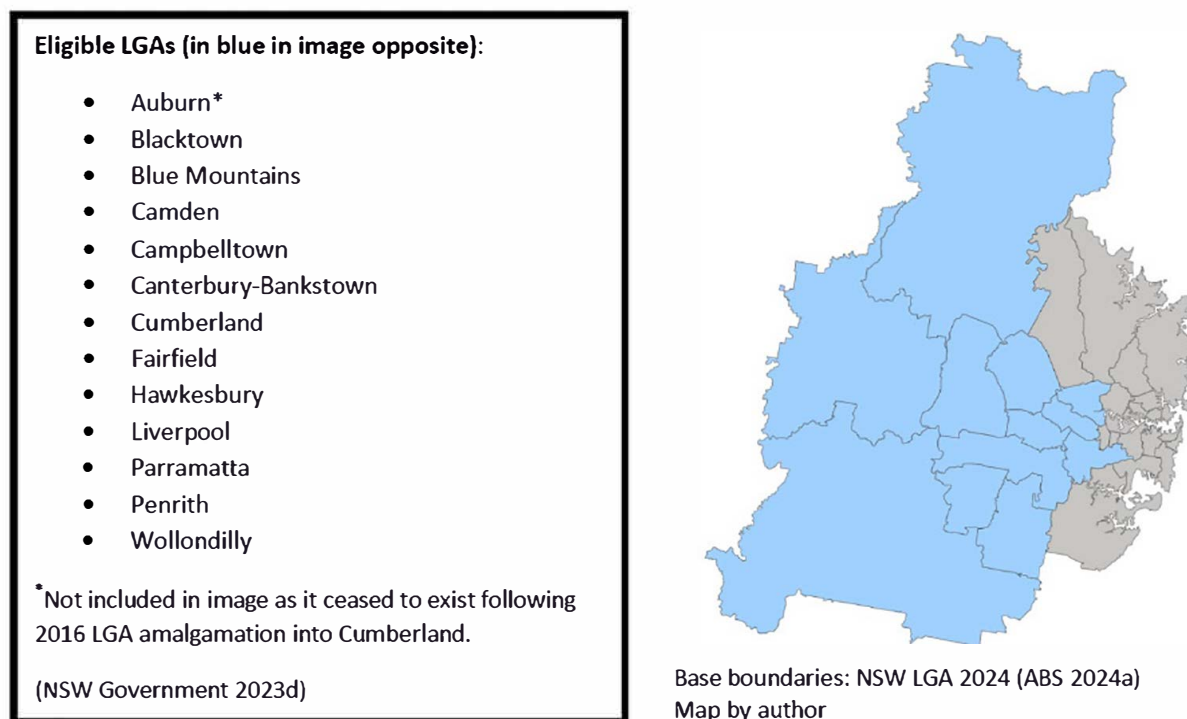 Eligible LGAs (in blue in image opposite):
• Auburn*
• Blacktown
• Blue Mountains
• Camden
• Campbelltown
• Canterbury-Bankstown
• Cumberland
• Fairfield
• Hawkesbury
• Liverpool
• Parramatta
• Penrith
• Wollondilly
*Not included in image as it ceased to exist following
2016 LGA amalgamation into Cumberland.
(NSW Government 2023d)
Base boundaries: NSW LGA 2024 (ABS 2024a)
Map by author